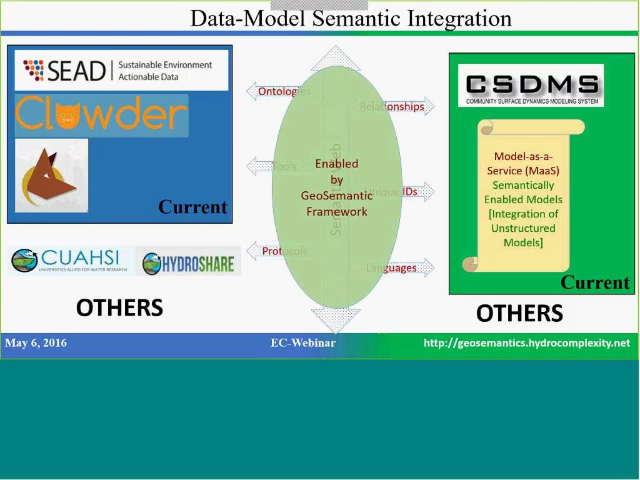 Data-Model Semantic Integration
SEAD
Sustainable Environment
Actionable Data
Clowder
Current
CUAHSI
UNIVERSITIES ALLIED FOR WATER RESEARCH
HYDROSHARE
OTHERS
Ontologies
Tools
Protocols
Relationships
Unique IDs
Languages
Semantic Web
Enabled
by
GeoSemantic
Framework
CSDMS
COMMUNITY SURFACE DYNAMICS MODELING SYSTEM
Model-as-a-
Service (MaaS)
Semantically
Enabled Models
[Integration of
Unstructured
Models]
Current
OTHERS
May 6, 2016
EC-Webinar
http://geosemantics.hydrocomplexity.net